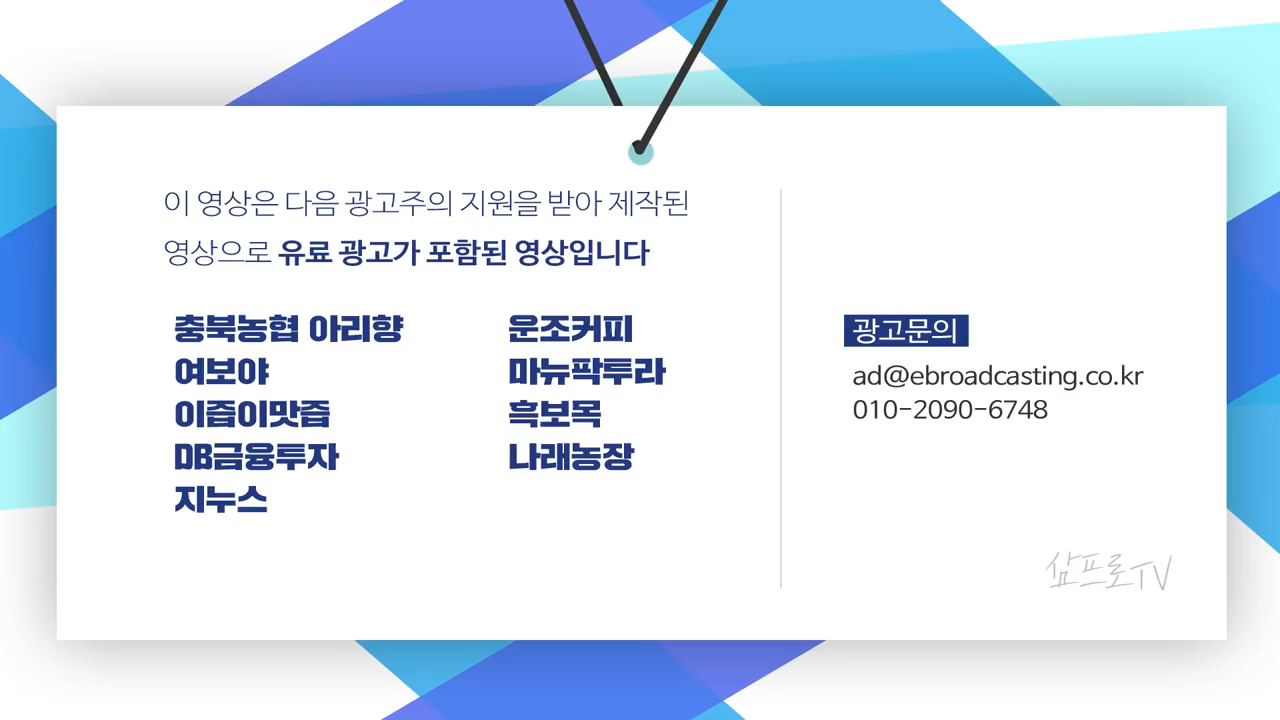 이 영상은 다음 광고주의 지원을 받아 제작된
영상으로 유료 광고가 포함된 영상입니다
충북농협 아리향
여보야
이즙이맛즙
DB금융투자
지누스
운조커피
마뉴팍투라
흑보목
나래농장
광고문의
ad@ebroadcasting.co.kr
010-2090-6748
삼프로TV